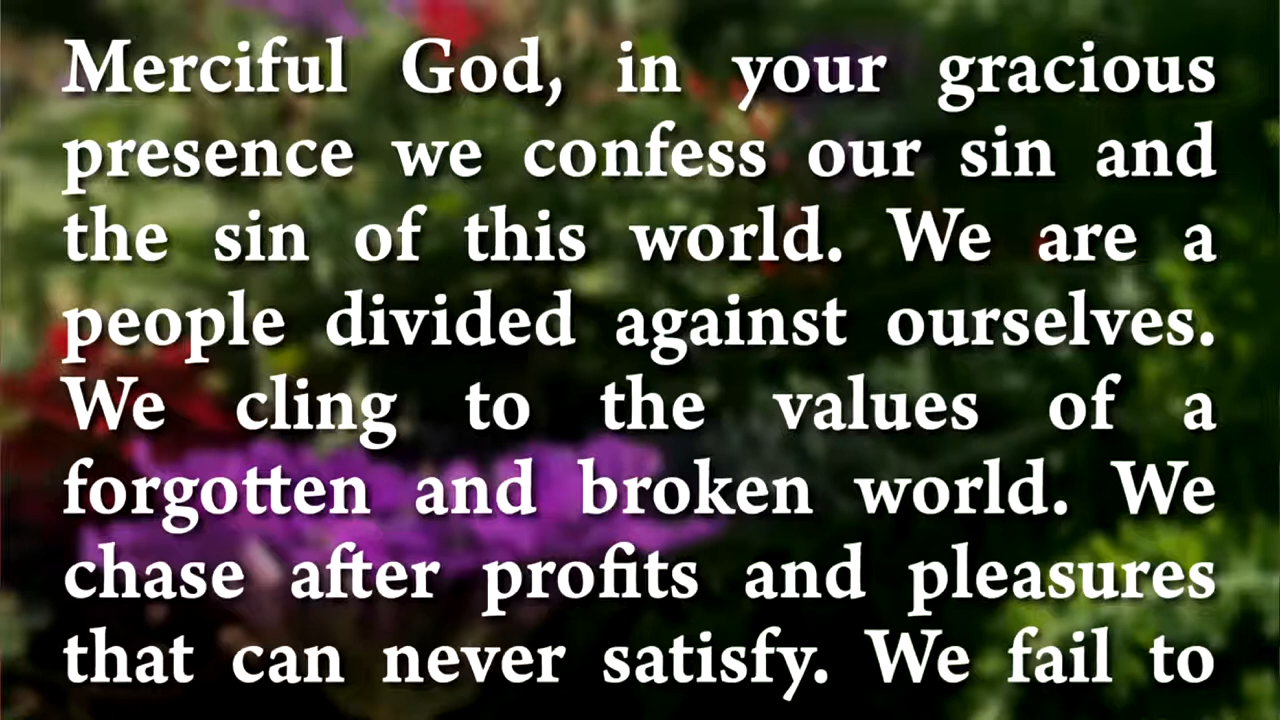 Merciful God, in your gracious
presence we confess our sin and
the sin of this world. We are a
people divided against ourselves.
We cling to the values of a
forgotten and broken world. We
chase after profits and pleasures
that can never satisfy. We fail to